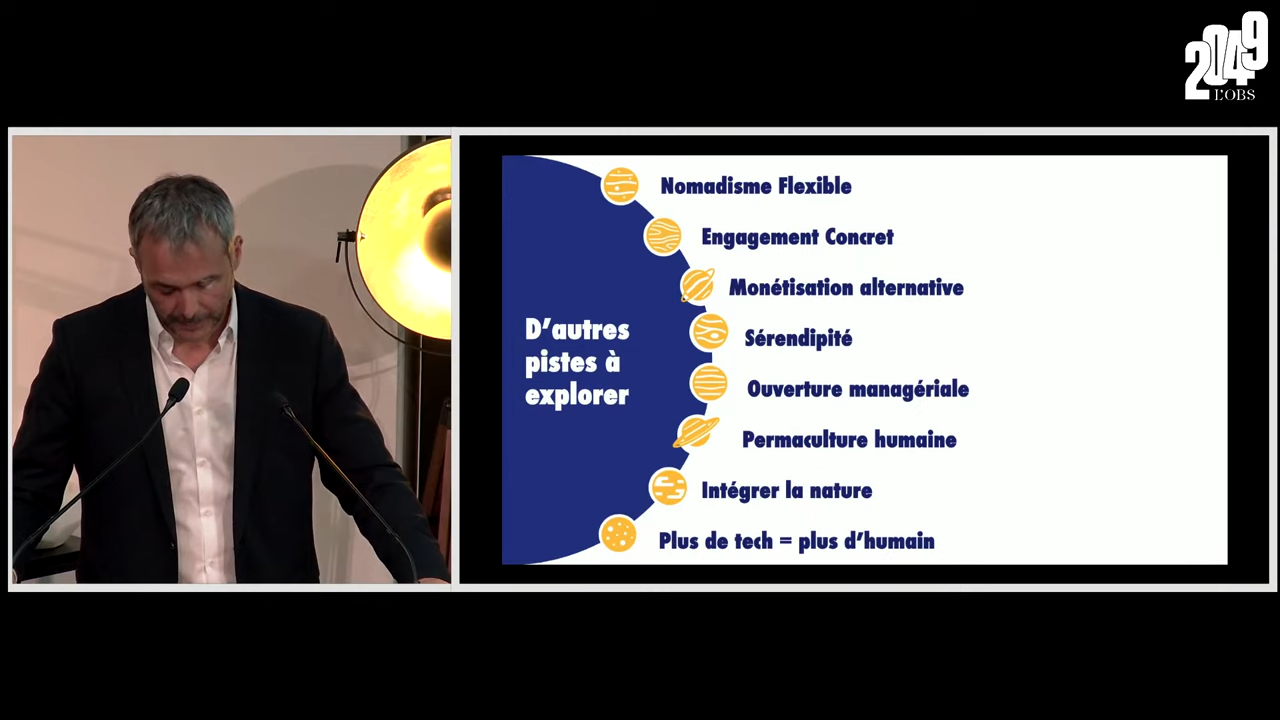 2049
L'OBS
Nomadisme Flexible
Engagement Concret
Monétisation alternative
Sérendipité
D'autres
pistes à
explorer
Ouverture managériale
Permaculture humaine
Intégrer la nature
Plus de tech = plus d'humain